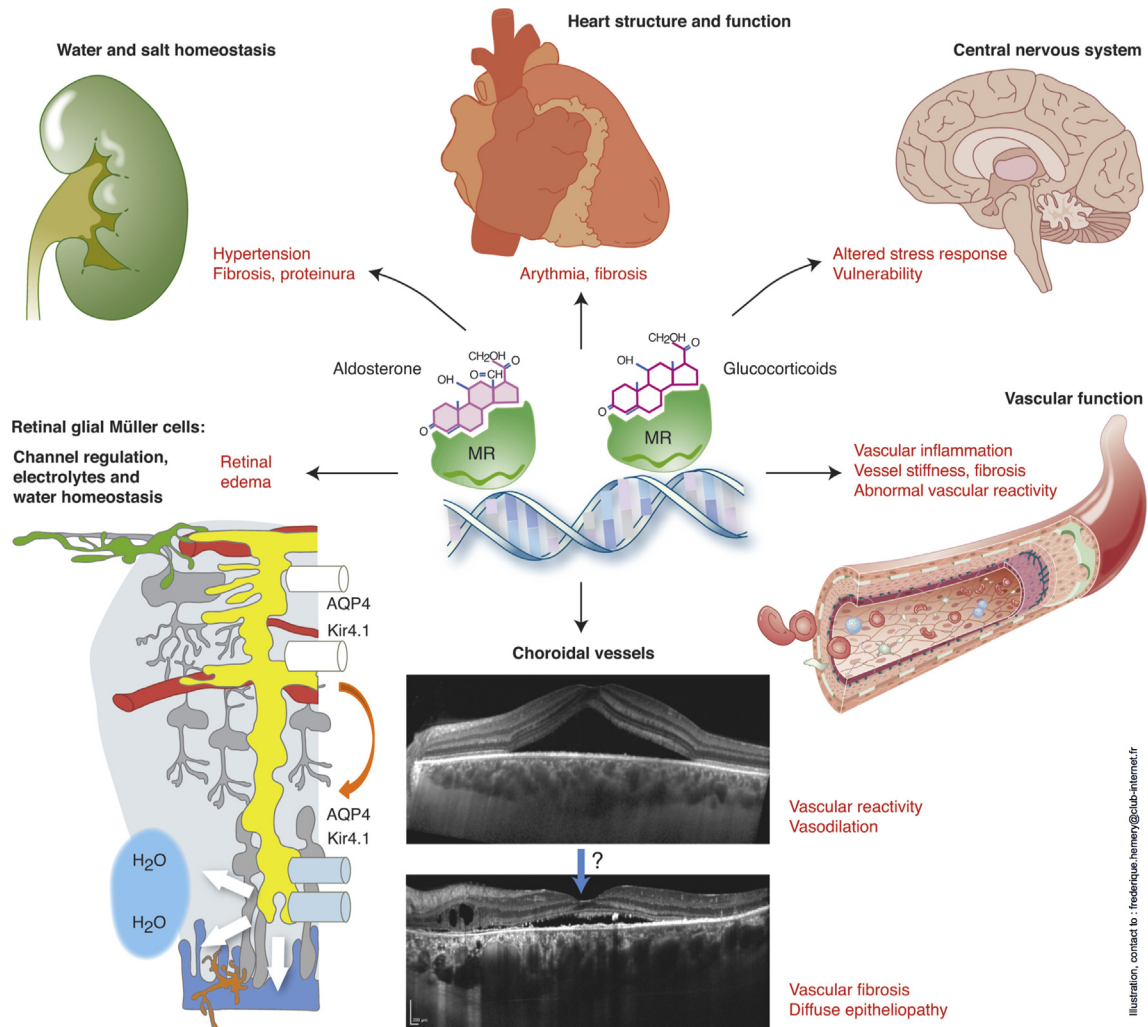 Heart structure and function
Water and salt homeostasis
Central nervous system
Hypertension
Fibrosis, proteinura
Arythmia, fibrosis
Altered stress response
Vulnerability
CH2OH
O
O=CH
OH
Aldosterone
O
MR
CH2OH
O
OH
Glucocorticoids
O
MR
Vascular function
Vascular inflammation
Vessel stiffness, fibrosis
Abnormal vascular reactivity
Retinal glial Müller cells:
Channel regulation,
electrolytes and
water homeostasis
Retinal
edema
AQP4
Kir4.1
AQP4
Kir4.1
H2O
H2O
Choroidal vessels
Vascular reactivity
Vasodilation
?
Vascular fibrosis
Diffuse epitheliopathy
200 µm
Illustration, contact to : frederique.hemery@club-internet.fr